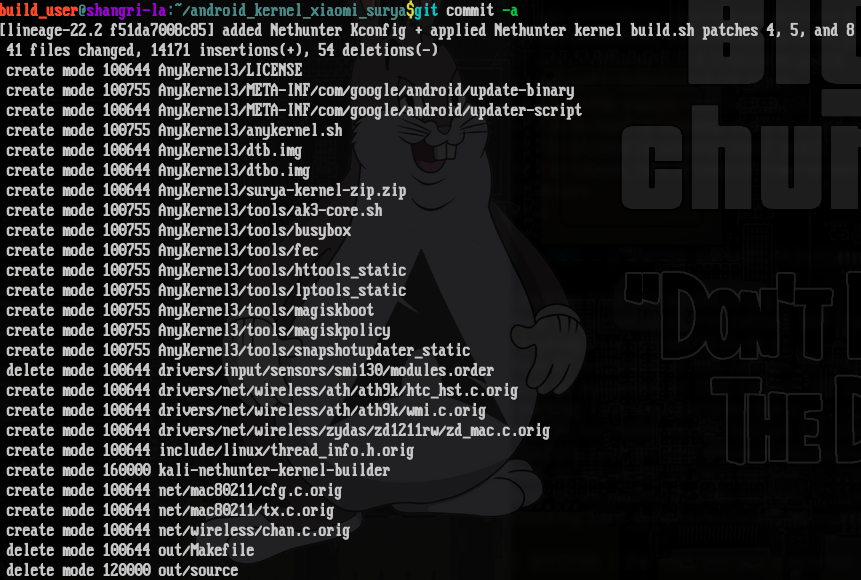 build_user@shangri-la:~/android_kernel_xiaomi_surya$git commit -a
[lineage-22.2 f51da7008c85] added Nethunter Kconfig + applied Nethunter kernel build.sh patches 4, 5, and 8
41 files changed, 14171 insertions(+), 54 deletions(-)
create mode 100644 AnyKernel3/LICENSE
create mode 100755 AnyKernel3/META-INF/com/google/android/update-binary
create mode 100644 AnyKernel3/META-INF/com/google/android/updater-script
create mode 100755 AnyKernel3/anykernel.sh
create mode 100644 AnyKernel3/dtb.img
create mode 100644 AnyKernel3/dtbo.img
create mode 100644 AnyKernel3/surya-kernel-zip.zip
create mode 100755 AnyKernel3/tools/ak3-core.sh
create mode 100755 AnyKernel3/tools/busybox
create mode 100755 AnyKernel3/tools/fec
create mode 100755 AnyKernel3/tools/httools_static
create mode 100755 AnyKernel3/tools/lptools_static
create mode 100755 AnyKernel3/tools/magiskboot
create mode 100755 AnyKernel3/tools/magiskpolicy
create mode 100755 AnyKernel3/tools/snapshotupdater_static
delete mode 100644 drivers/input/sensors/smi130/modules.order
create mode 100644 drivers/net/wireless/ath/ath9k/htc_hst.c.orig
create mode 100644 drivers/net/wireless/ath/ath9k/wmi.c.orig
create mode 100644 drivers/net/wireless/zydas/zd1211rw/zd_mac.c.orig
create mode 100644 include/linux/thread_info.h.orig
create mode 160000 kali-nethunter-kernel-builder
create mode 100644 net/mac80211/cfg.c.orig
create mode 100644 net/mac80211/tx.c.orig
create mode 100644 net/wireless/chan.c.orig
delete mode 100644 out/Makefile
delete mode 120000 out/source
"DON'T
THE